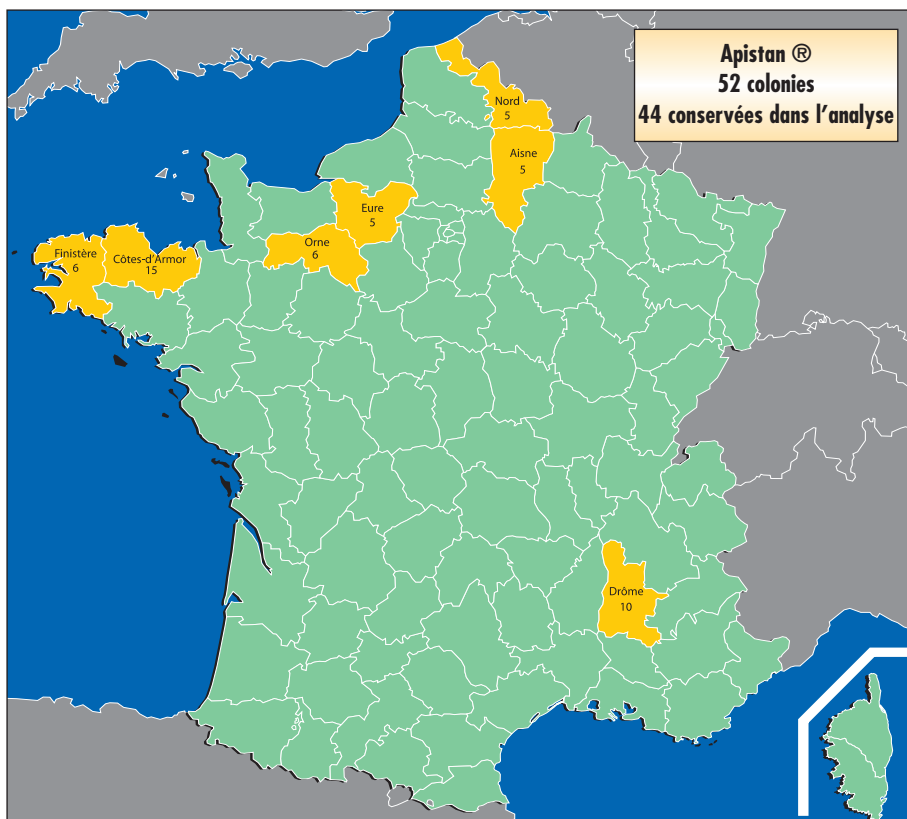 Apistan ®
52 colonies
44 conservées dans l'analyse
Nord
5
Aisne
5
Eure
5
Orne
6
Finistère
6
Côtes-d'Armor
15
Drôme
10